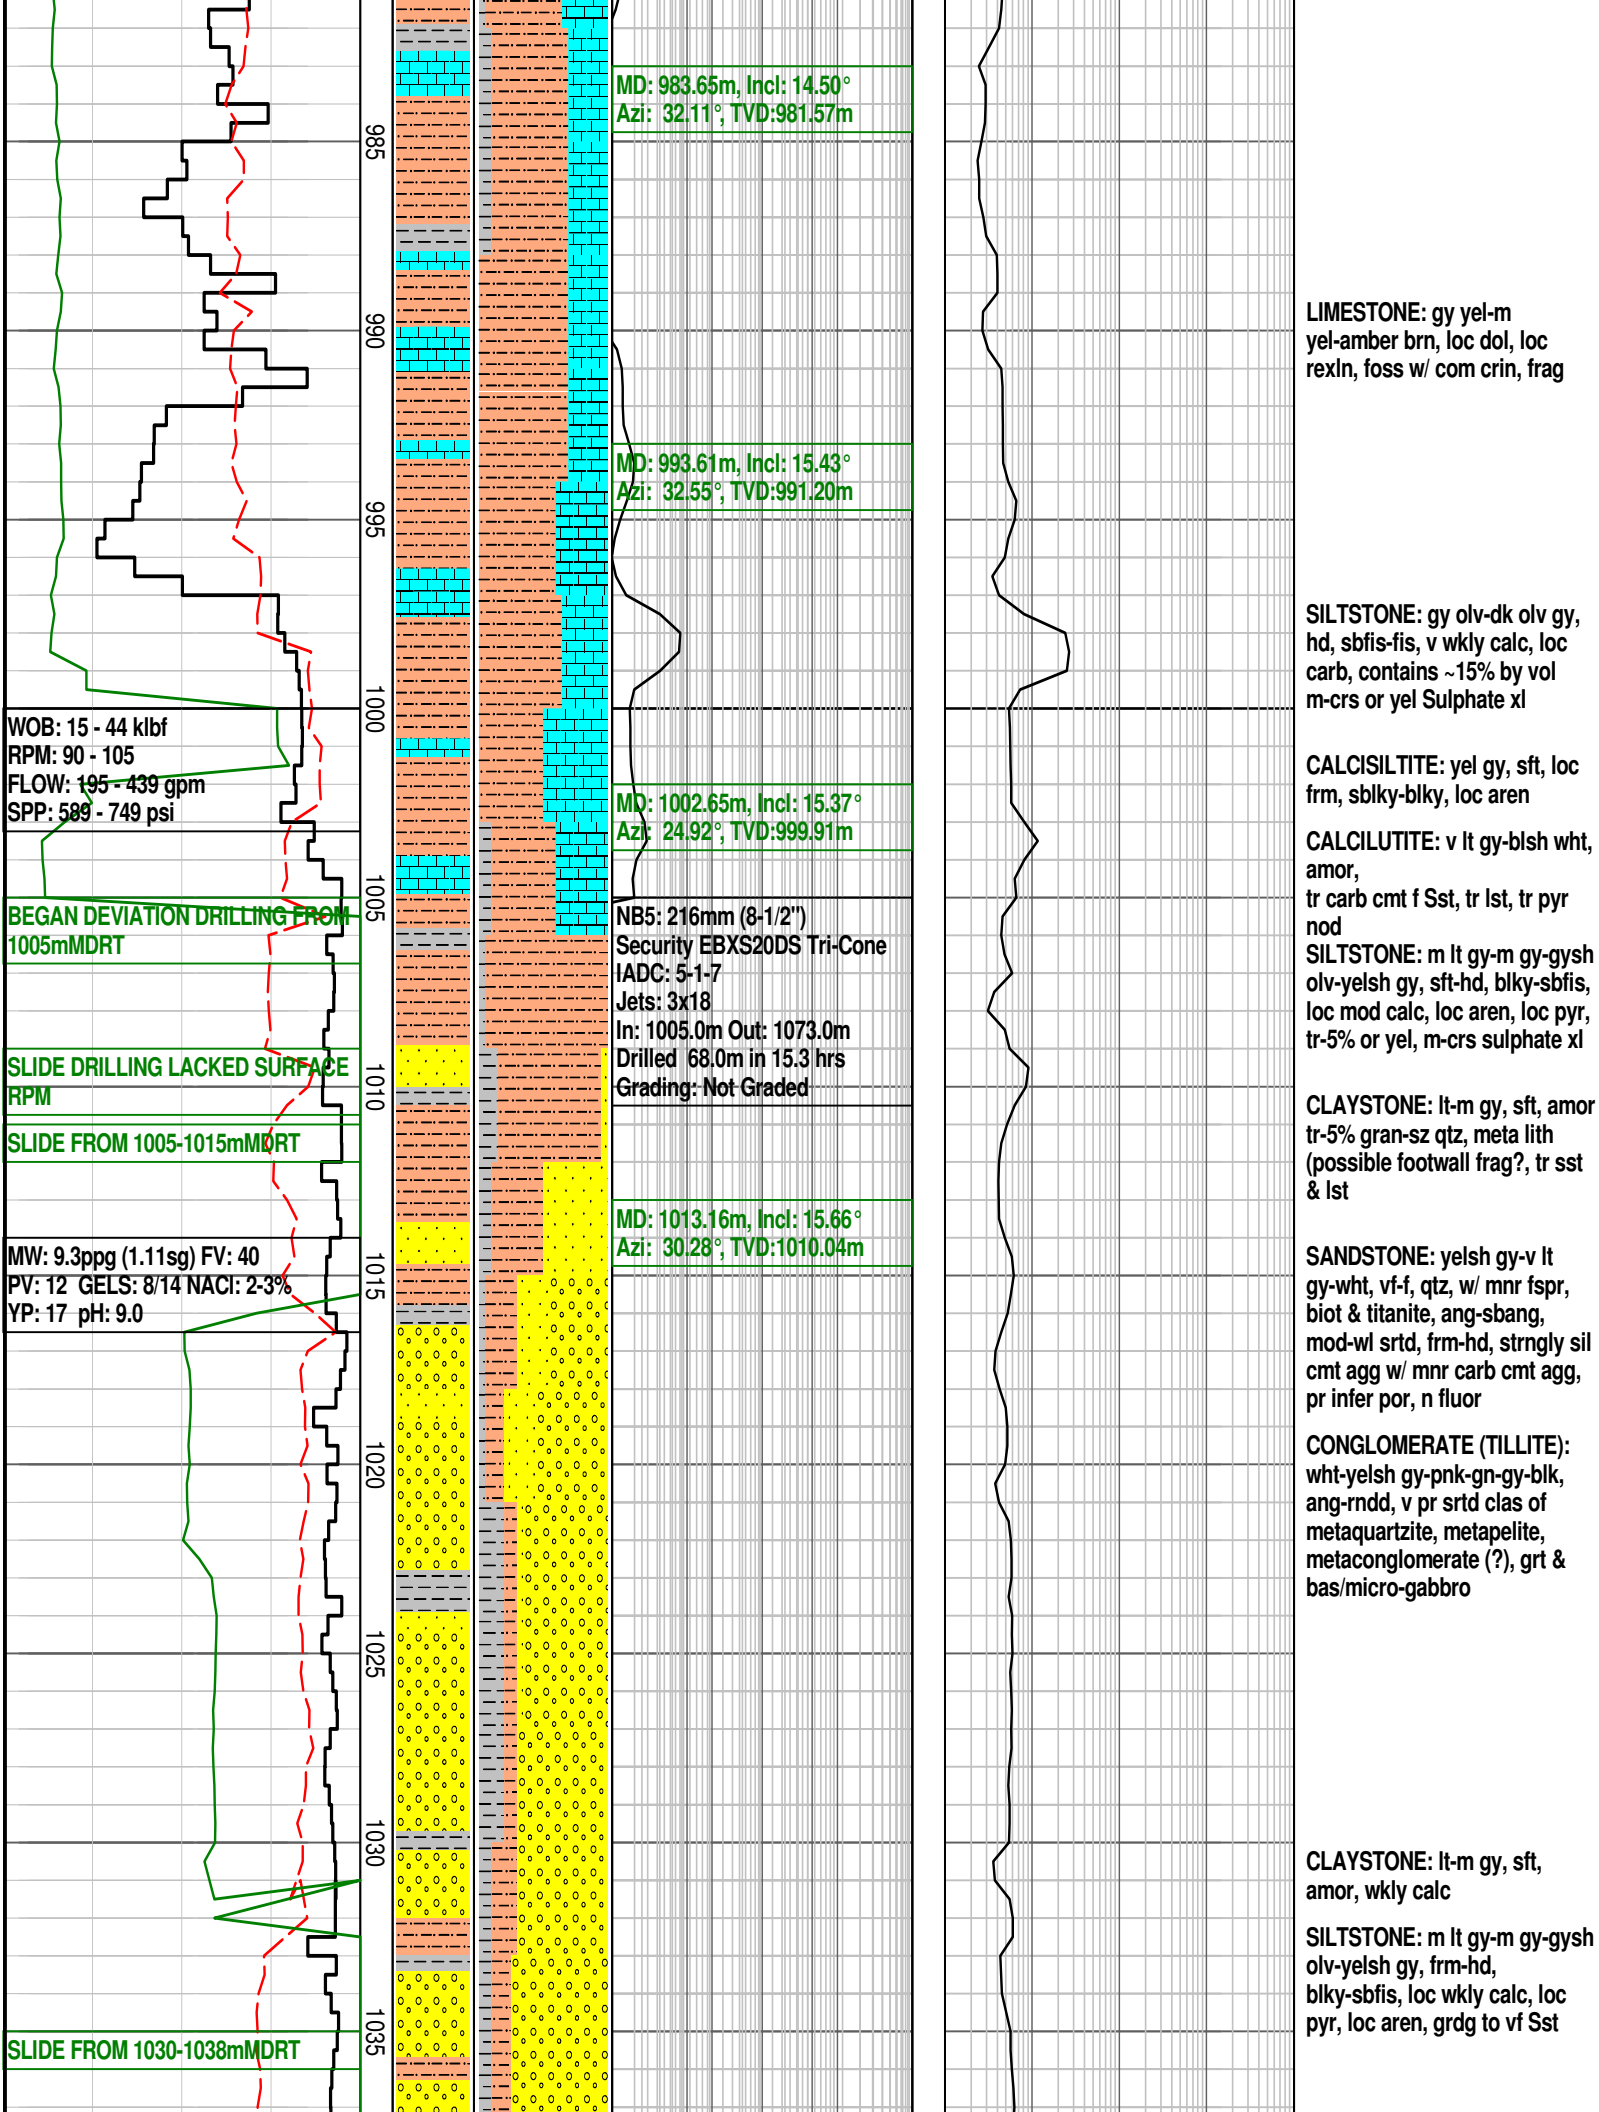 985
990
995
1000
1005
1010
1015
1020
1025
1030
1035
WOB: 15 - 44 klbf
RPM: 90 - 105
FLOW: 195 - 439 gpm
SPP: 589 - 749 psi
BEGAN DEVIATION DRILLING FROM
1005mMDRT
SLIDE DRILLING LACKED SURFACE
RPM
SLIDE FROM 1005-1015mMDRT
MW: 9.3ppg (1.11sg) FV: 40
PV: 12 GELS: 8/14 NACl: 2-3%
YP: 17 pH: 9.0
SLIDE FROM 1030-1038mMDRT
MD: 983.65m, Incl: 14.50°
Azi: 32.11°, TVD:981.57m
MD: 993.61m, Incl: 15.43°
Azi: 32.55°, TVD:991.20m
MD: 1002.65m, Incl: 15.37°
Azi: 24.92°, TVD:999.91m
NB5: 216mm (8-1/2")
Security EBXS20DS Tri-Cone
IADC: 5-1-7
Jets: 3x18
In: 1005.0m Out: 1073.0m
Drilled 68.0m in 15.3 hrs
Grading: Not Graded
MD: 1013.16m, Incl: 15.66°
Azi: 30.28°, TVD:1010.04m
LIMESTONE: gy yel-m
yel-amber brn, loc dol, loc
rexln, foss w/ com crin, frag
SILTSTONE: gy olv-dk olv gy,
hd, sbfis-fis, v wkly calc, loc
carb, contains ~15% by vol
m-crs or yel Sulphate xl
CALCISILTITE: yel gy, sft, loc
frm, sblky-blky, loc aren
CALCILUTITE: v lt gy-blsh wht,
amor,
tr carb cmt f Sst, tr lst, tr pyr
nod
SILTSTONE: m lt gy-m gy-gysh
olv-yelsh gy, sft-hd, blky-sbfis,
loc mod calc, loc aren, loc pyr,
tr-5% or yel, m-crs sulphate xl
CLAYSTONE: lt-m gy, sft, amor
tr-5% gran-sz qtz, meta lith
(possible footwall frag?, tr sst
& lst
SANDSTONE: yelsh gy-v lt
gy-wht, vf-f, qtz, w/ mnr fspr,
biot & titanite, ang-sbang,
mod-wl srtd, frm-hd, strngly sil
cmt agg w/ mnr carb cmt agg,
pr infer por, n fluor
CONGLOMERATE (TILLITE):
wht-yelsh gy-pnk-gn-gy-blk,
ang-rndd, v pr srtd clas of
metaquartzite, metapelite,
metaconglomerate (?), grt &
bas/micro-gabbro
CLAYSTONE: lt-m gy, sft,
amor, wkly calc
SILTSTONE: m lt gy-m gy-gysh
olv-yelsh gy, frm-hd,
blky-sbfis, loc wkly calc, loc
pyr, loc aren, grdg to vf Sst